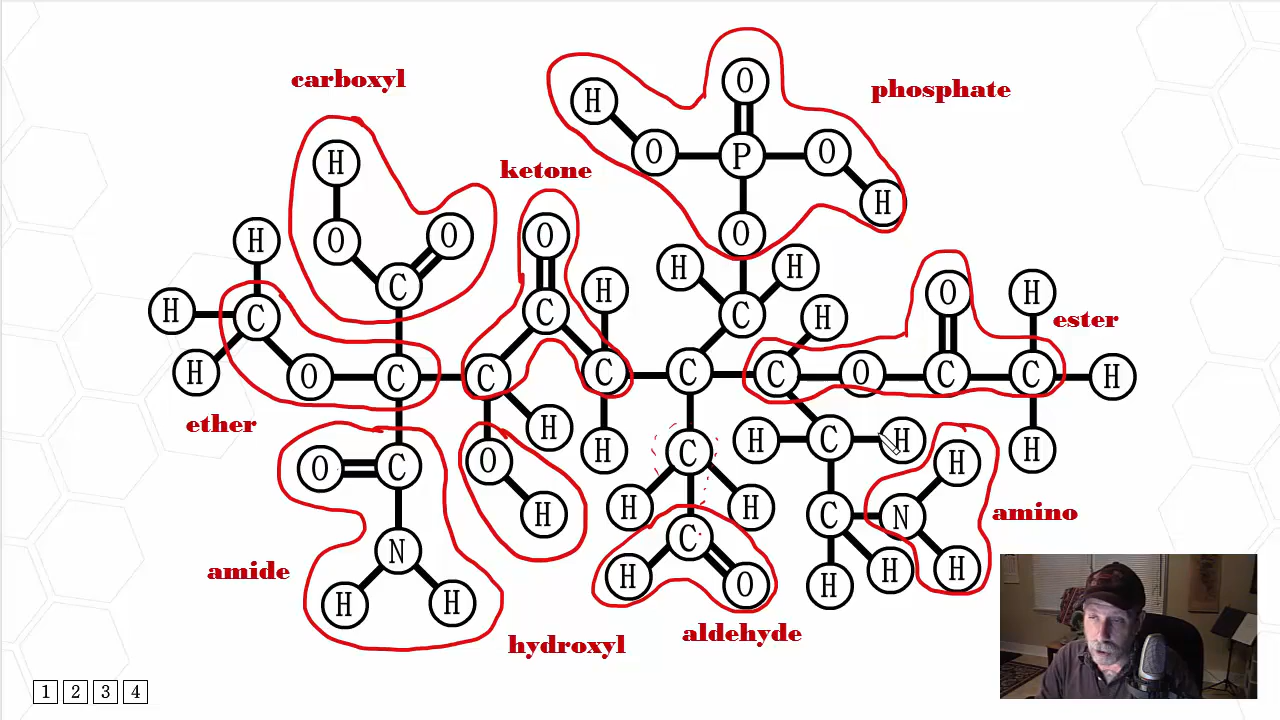 carboxyl
phosphate
ketone
O
H
P
O
O
H
H
O
O
H
O
H
H
H
C
O
H
O
C
C
H
H
H
C
C
ester
H
O
C
C
C
C
C
O
C
C
H
ether
H
H
H
C
H
C
H
H
O
C
O
H
amino
H
H
H
C
N
C
H
N
amide
H
O
H
H
H
H
H
hydroxyl
aldehyde
1 2 3 4